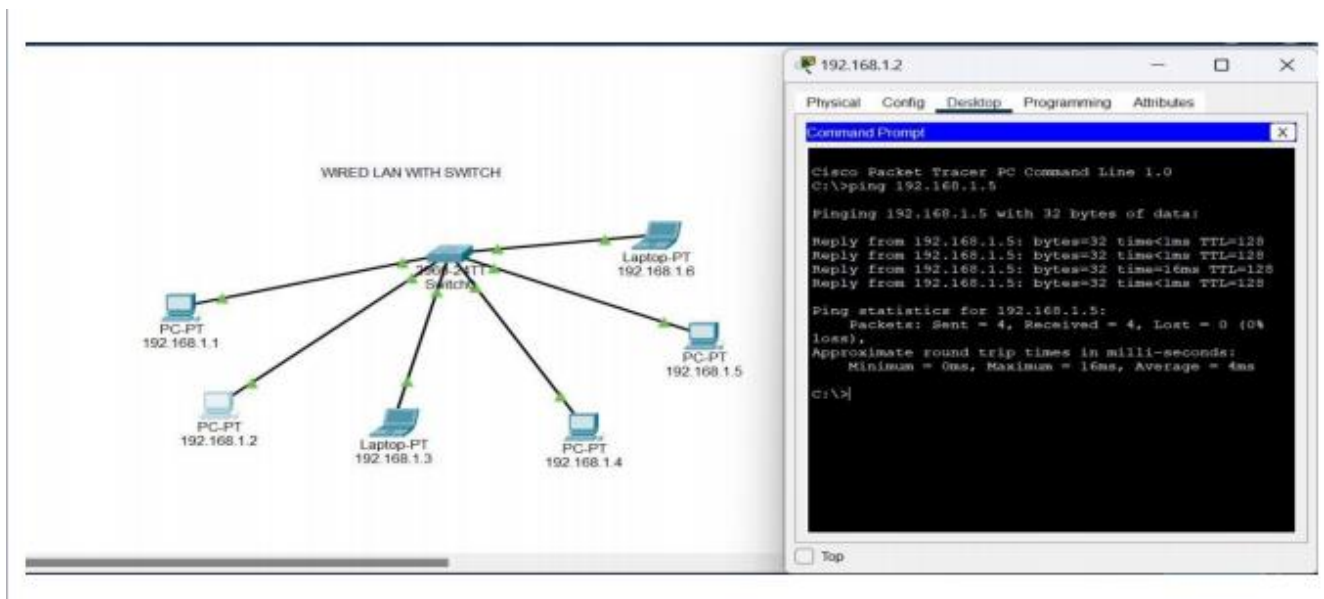 WIRED LAN WITH SWITCH
2960-24TT
Laptop-PT
192.168.1.6
PC-PT
192.168.1.1
PC-PT
192.168.1.5
PC-PT
192.168.1.2
Laptop-PT
192.168.1.3
PC-PT
192.168.1.4
192.168.1.2
Physical Config Desktop Programming Attributes
Command Prompt
X
Cisco Packet Tracer PC Command Line 1.0
C:\>ping 192.168.1.5
Pinging 192.168.1.5 with 32 bytes of data:
Reply from 192.168.1.5: bytes=32 time<1ms TTL=128
Reply from 192.168.1.5: bytes=32 time<1ms TTL=128
Reply from 192.168.1.5: bytes=32 time=16ms TTL=128
Reply from 192.168.1.5: bytes=32 time<1ms TTL=128
Ping statistics for 192.168.1.5:
Packets: Sent = 4, Received = 4, Lost = 0 (0%
loss),
Approximate round trip times in milli-seconds:
Minimum = 0ms, Maximum = 16ms, Average = 4ms
C:\>
Top